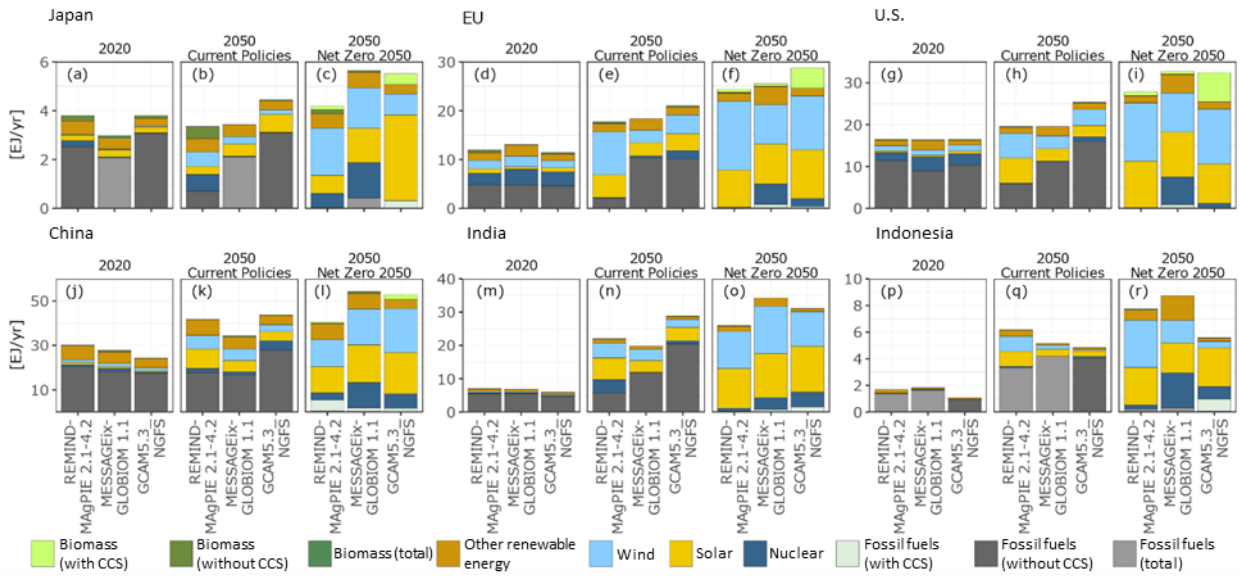 Japan
EU
U.S.
2020
2050
Current Policies
2050
Net Zero 2050
2020
2050
Current Policies
2050
Net Zero 2050
2020
2050
Current Policies
2050
Net Zero 2050
[EJ/yr]
6
4
2
0
(a)
(b)
(c)
30
20
10
0
(d)
(e)
(f)
30
20
10
0
(g)
(h)
(i)
China
India
Indonesia
2020
2050
Current Policies
2050
Net Zero 2050
2020
2050
Current Policies
2050
Net Zero 2050
2020
2050
Current Policies
2050
Net Zero 2050
[EJ/yr]
50
30
10
(j)
(k)
(l)
40
30
20
10
0
(m)
(n)
(o)
10
8
6
4
2
0
(p)
(q)
(r)
REMIND-
MAgPIE 2.1-4.2
MESSAGEix-
GLOBIOM 1.1
GCAM5.3_
NGFS
REMIND-
MAgPIE 2.1-4.2
MESSAGEix-
GLOBIOM 1.1
GCAM5.3_
NGFS
REMIND-
MAgPIE 2.1-4.2
MESSAGEix-
GLOBIOM 1.1
GCAM5.3_
NGFS
REMIND-
MAgPIE 2.1-4.2
MESSAGEix-
GLOBIOM 1.1
GCAM5.3_
NGFS
REMIND-
MAgPIE 2.1-4.2
MESSAGEix-
GLOBIOM 1.1
GCAM5.3_
NGFS
REMIND-
MAgPIE 2.1-4.2
MESSAGEix-
GLOBIOM 1.1
GCAM5.3_
NGFS
REMIND-
MAgPIE 2.1-4.2
MESSAGEix-
GLOBIOM 1.1
GCAM5.3_
NGFS
REMIND-
MAgPIE 2.1-4.2
MESSAGEix-
GLOBIOM 1.1
GCAM5.3_
NGFS
REMIND-
MAgPIE 2.1-4.2
MESSAGEix-
GLOBIOM 1.1
GCAM5.3_
NGFS
Biomass
(with CCS)
Biomass
(without CCS)
Biomass (total)
Other renewable
energy
Wind
Solar
Nuclear
Fossil fuels
(with CCS)
Fossil fuels
(without CCS)
Fossil fuels
(total)